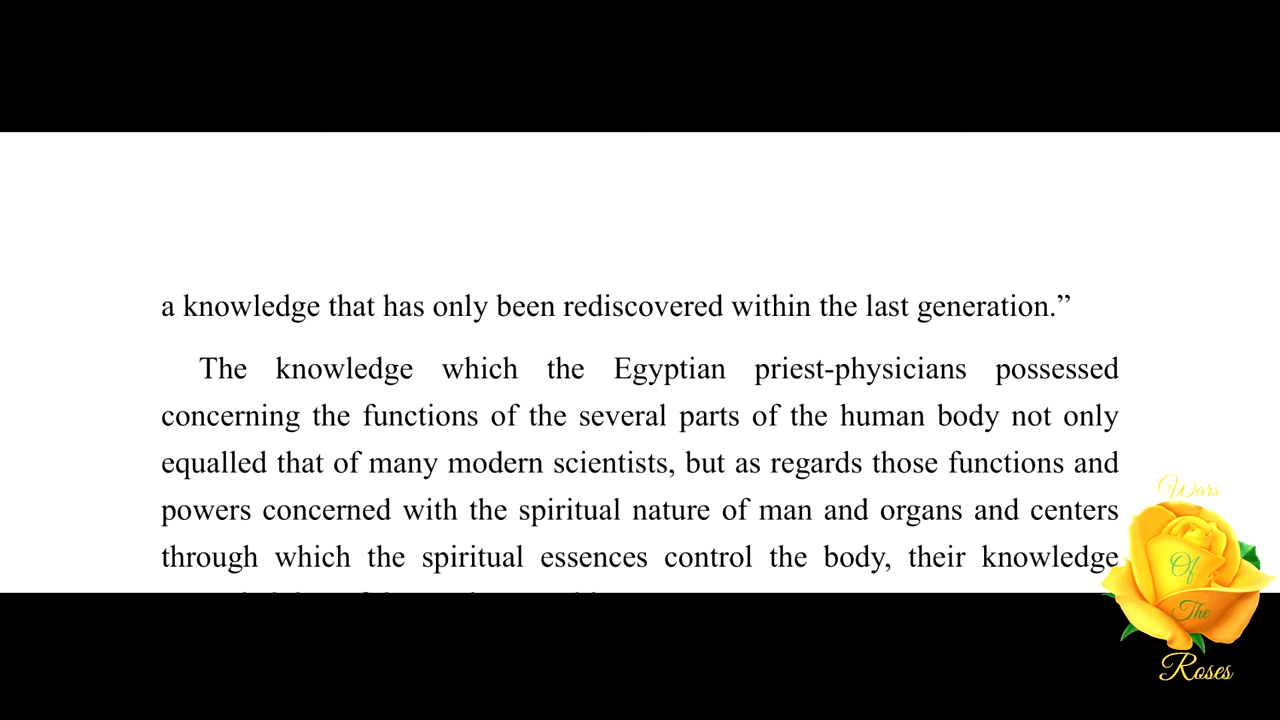 a knowledge that has only been rediscovered within the last generation.”
The knowledge which the Egyptian priest-physicians possessed
concerning the functions of the several parts of the human body not only
equalled that of many modern scientists, but as regards those functions and
powers concerned with the spiritual nature of man and organs and centers
through which the spiritual essences control the body, their knowledge
Wars
Of
The
Roses